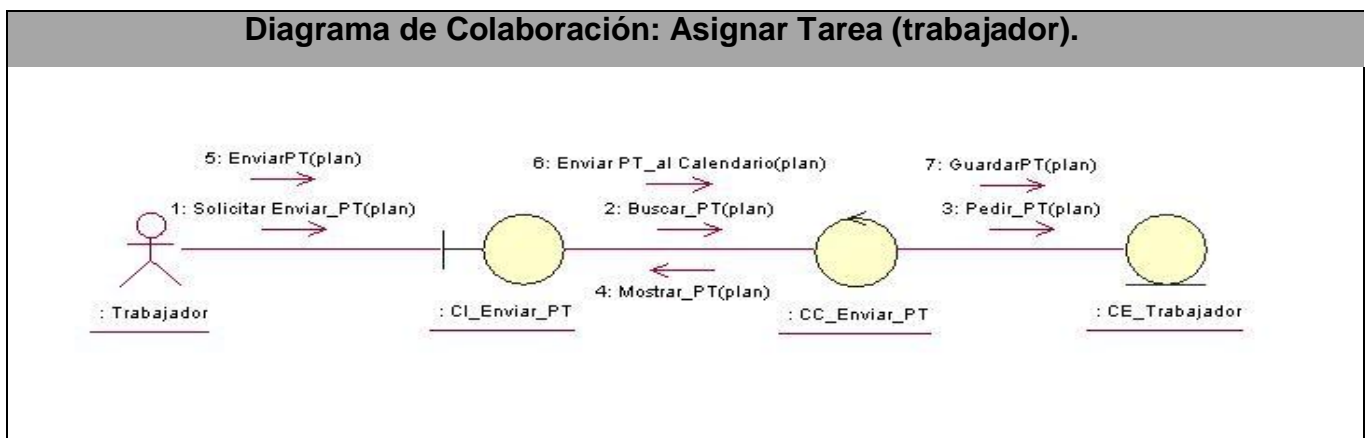 Diagrama de Colaboración: Asignar Tarea (trabajador).
5: EnviarPT(plan)
6: Enviar PT_al Calendario(plan)
7: GuardarPT(plan)
1: Solicitar Enviar_PT(plan)
2: Buscar_PT(plan)
3: Pedir_PT(plan)
4: Mostrar_PT(plan)
: Trabajador
: CI_Enviar_PT
: CC_Enviar_PT
: CE_Trabajador